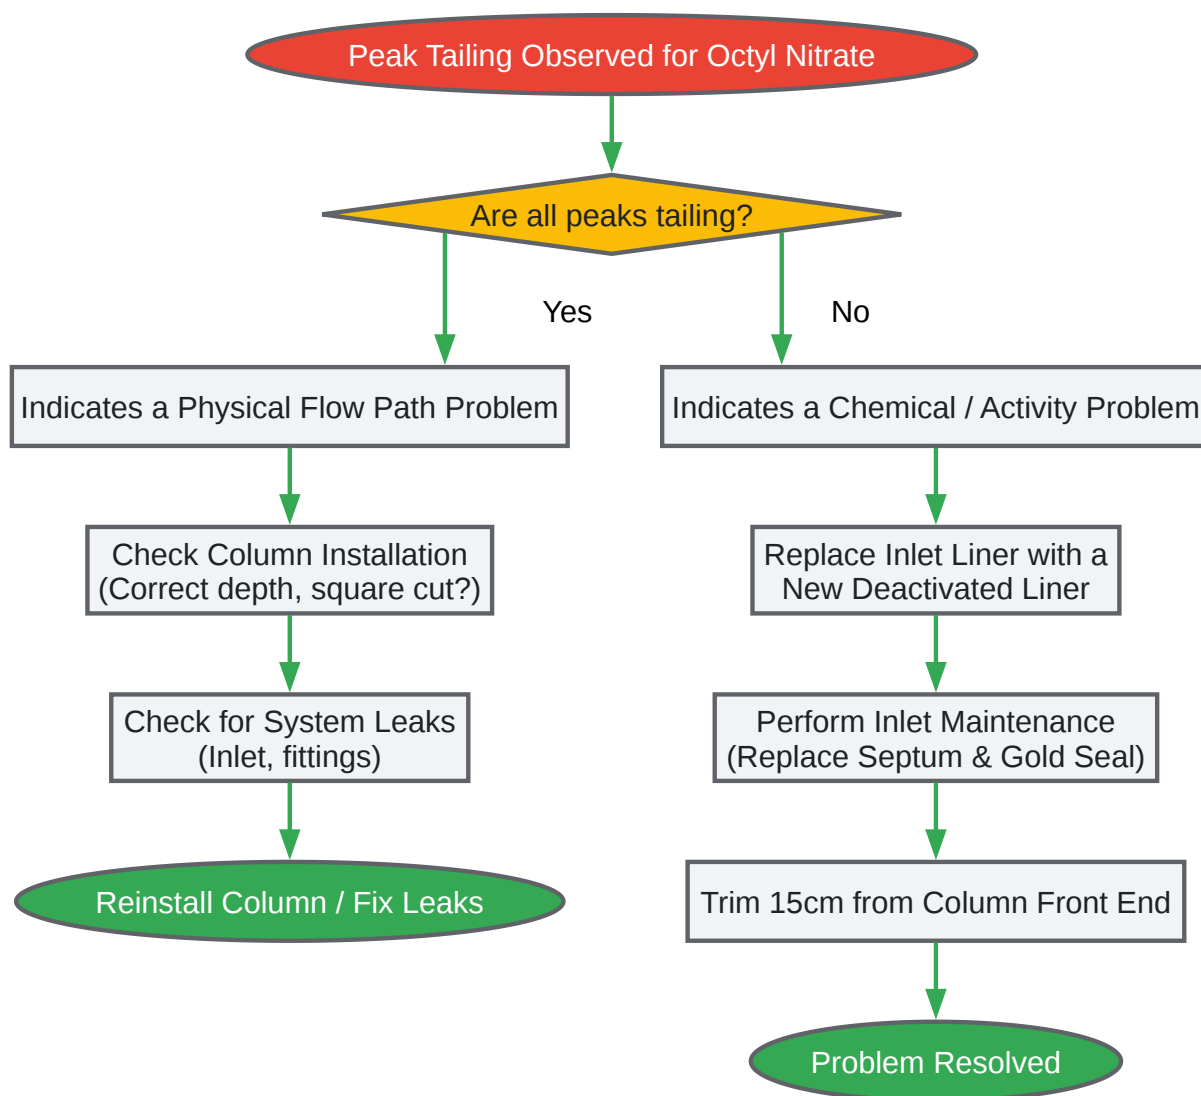 Peak Tailing Observed for Octyl Nitrate
Are all peaks tailing?
Yes
No
Indicates a Physical Flow Path Problem
Indicates a Chemical / Activity Problem
Check Column Installation
(Correct depth, square cut?)
Replace Inlet Liner with a
New Deactivated Liner
Check for System Leaks
(Inlet, fittings)
Perform Inlet Maintenance
(Replace Septum & Gold Seal)
Reinstall Column / Fix Leaks
Trim 15cm from Column Front End
Problem Resolved